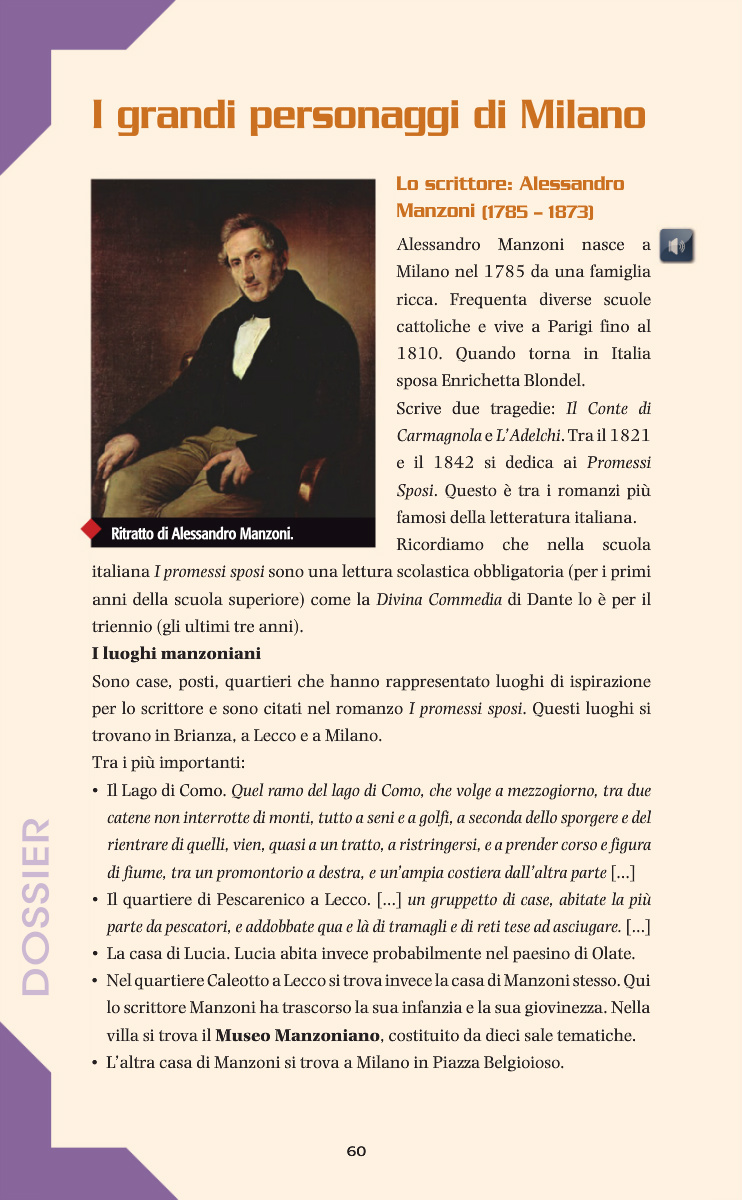 I grandi personaggi di Milano
Lo scrittore: Alessandro
Manzoni (1785 – 1873)
Alessandro Manzoni nasce a
Milano nel 1785 da una famiglia
ricca. Frequenta diverse scuole
cattoliche e vive a Parigi fino al
1810. Quando torna in Italia
sposa Enrichetta Blondel.
Scrive due tragedie: Il Conte di
Carmagnola e L'Adelchi. Tra il 1821
e il 1842 si dedica ai Promessi
Sposi. Questo è tra i romanzi più
famosi della letteratura italiana.
Ricordiamo che nella scuola
Ritratto di Alessandro Manzoni.
italiana I promessi sposi sono una lettura scolastica obbligatoria (per i primi
anni della scuola superiore) come la Divina Commedia di Dante lo è per il
triennio (gli ultimi tre anni).
I luoghi manzoniani
Sono case, posti, quartieri che hanno rappresentato luoghi di ispirazione
per lo scrittore e sono citati nel romanzo I promessi sposi. Questi luoghi si
trovano in Brianza, a Lecco e a Milano.
Tra i più importanti:
• Il Lago di Como. Quel ramo del lago di Como, che volge a mezzogiorno, tra due
catene non interrotte di monti, tutto a seni e a golfi, a seconda dello sporgere e del
rientrare di quelli, vien, quasi a un tratto, a ristringersi, e a prender corso e figura
di fiume, tra un promontorio a destra, e un'ampia costiera dall'altra parte [...]
• Il quartiere di Pescarenico a Lecco. [...] un gruppetto di case, abitate la più
parte da pescatori, e addobbate qua e là di tramagli e di reti tese ad asciugare. [...]
• La casa di Lucia. Lucia abita invece probabilmente nel paesino di Olate.
• Nel quartiere Caleotto a Lecco si trova invece la casa di Manzoni stesso. Qui
lo scrittore Manzoni ha trascorso la sua infanzia e la sua giovinezza. Nella
villa si trova il Museo Manzoniano, costituito da dieci sale tematiche.
• L'altra casa di Manzoni si trova a Milano in Piazza Belgioioso.
DOSSIER
60